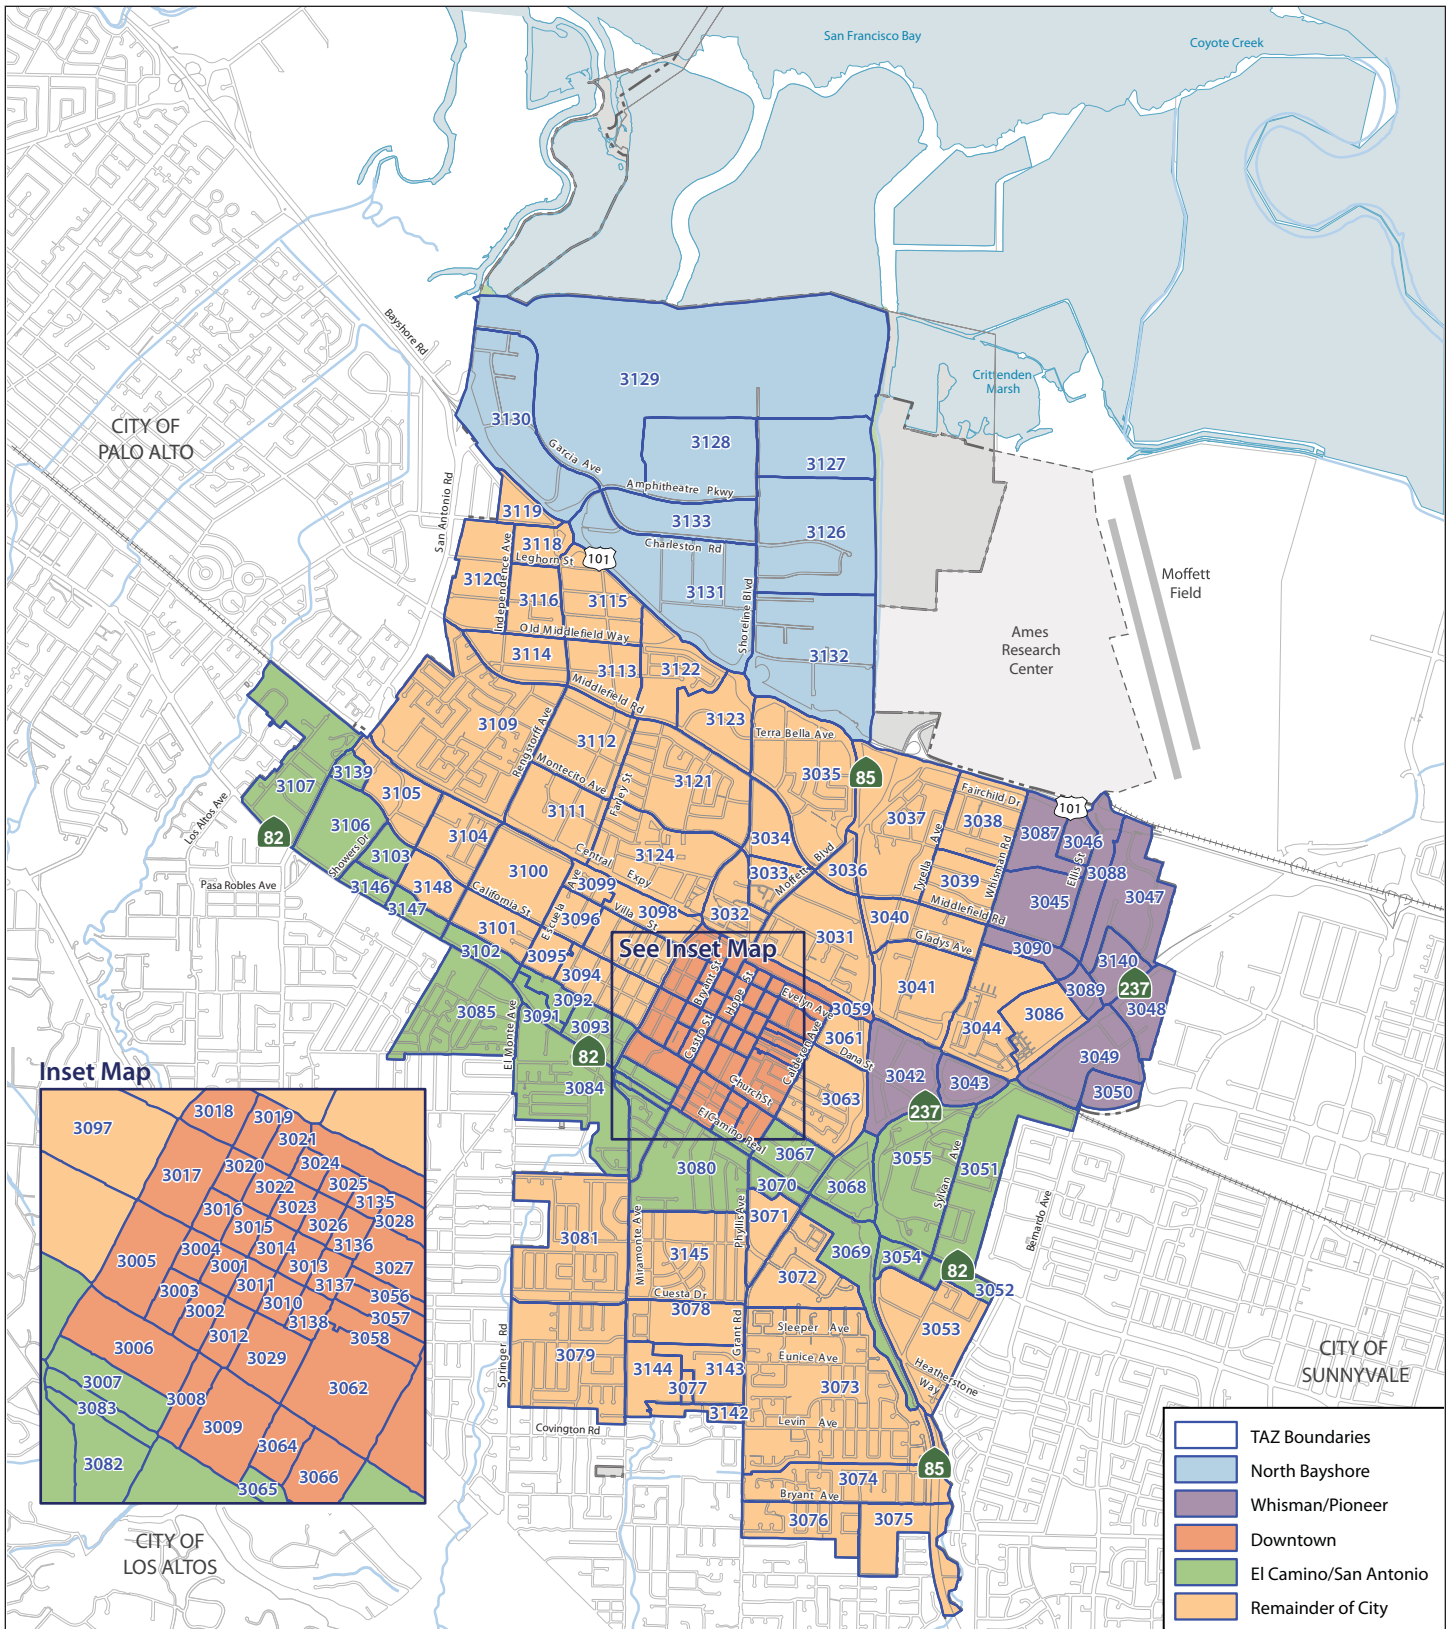 San Francisco Bay
Coyote Creek
Bayshore Rd
Crittenden
Marsh
3129
3130
3128
3127
CITY OF
PALO ALTO
Garcia Ave
Amphitheatre Pkwy
San Antonio Rd
3119
3133
3126
3118
Charleston Rd
Leghorn St
101
Independence Ave
3120
3116
3115
3131
Shoreline Blvd
Moffett
Field
Old Middlefield Way
Ames
Research
Center
3114
3113
3122
3132
Middlefield Rd
3109
Rengstorff Ave
3123
Terra Bella Ave
3112
3139
3107
Montecito Ave
Farley St
3121
3035
85
3105
Fairchild Dr
101
Los Altos Ave
82
3106
Showers Dr
3104
3111
3037
3038
3087
3046
3034
Moffett Blvd
Tyrella Ave
Whisman Rd
Ellis St
3103
Central Expy
3124
3033
3036
3088
Pasa Robles Ave
3146
3148
3100
3099
3039
3045
3047
3147
California St
Escuela Ave
3096
Villa St
3098
3032
3040
Middlefield Rd
3101
3102
3095
See Inset Map
3031
Gladys Ave
3090
3140
3094
Bryant St
Hope St
3041
3089
237
3085
3092
3091
3093
Evelyn Ave
3059
3086
3048
El Monte Ave
Castro St
3061
3044
Dana St
Calderon Ave
3049
82
3084
3042
3043
3050
Church St
3063
237
El Camino Real
3080
3067
3055
Sylvan Ave
3051
3070
3068
Phyllis Ave
3071
Bernardo Ave
3081
Miramonte Ave
3145
3069
3054
82
3072
3052
Cuesta Dr
3078
Springer Rd
3079
Grant Rd
Sleeper Ave
3053
Eunice Ave
3144
3143
3077
3073
Heatherstone
Way
CITY OF
SUNNYVALE
3142
Levin Ave
Covington Rd
85
3074
Bryant Ave
3076
3075
Inset Map
3018
3019
3097
3021
3020
3024
3017
3022
3025
3135
3016
3023
3028
3015
3026
3004
3014
3136
3005
3001
3013
3027
3003
3011
3137
3056
3002
3010
3138
3057
3012
3058
3006
3029
3007
3008
3062
3083
3009
3064
3082
3066
3065
CITY OF
LOS ALTOS
TAZ Boundaries
North Bayshore
Whisman/Pioneer
Downtown
El Camino/San Antonio
Remainder of City